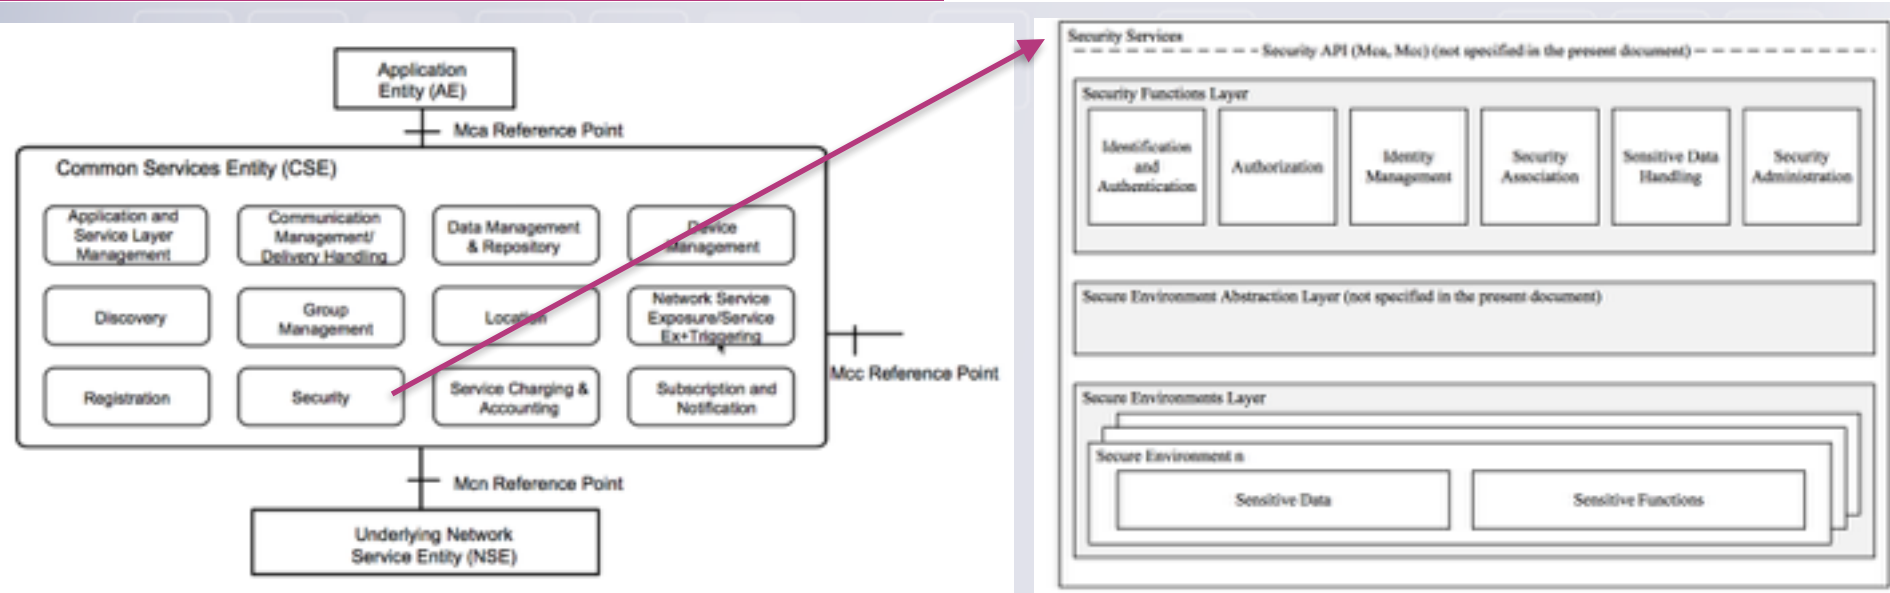 Application
Entity (AE)
Mca Reference Point
Common Services Entity (CSE)
Application and
Service Layer
Management
Communication
Management/
Delivery Handling
Data Management
& Repository
Device
Management
Discovery
Group
Management
Location
Network Service
Exposure/Service
Ex+Triggering
Registration
Security
Service Charging &
Accounting
Subscription and
Notification
Mcc Reference Point
Mcn Reference Point
Underlying Network
Service Entity (NSE)
Security Services
Security API (Mca, Mcc) (not specified in the present document)
Security Functions Layer
Identification
and
Authentication
Authorization
Identity
Management
Security
Association
Sensitive Data
Handling
Security
Administration
Secure Environment Abstraction Layer (not specified in the present document)
Secure Environments Layer
Secure Environment n
Sensitive Data
Sensitive Functions